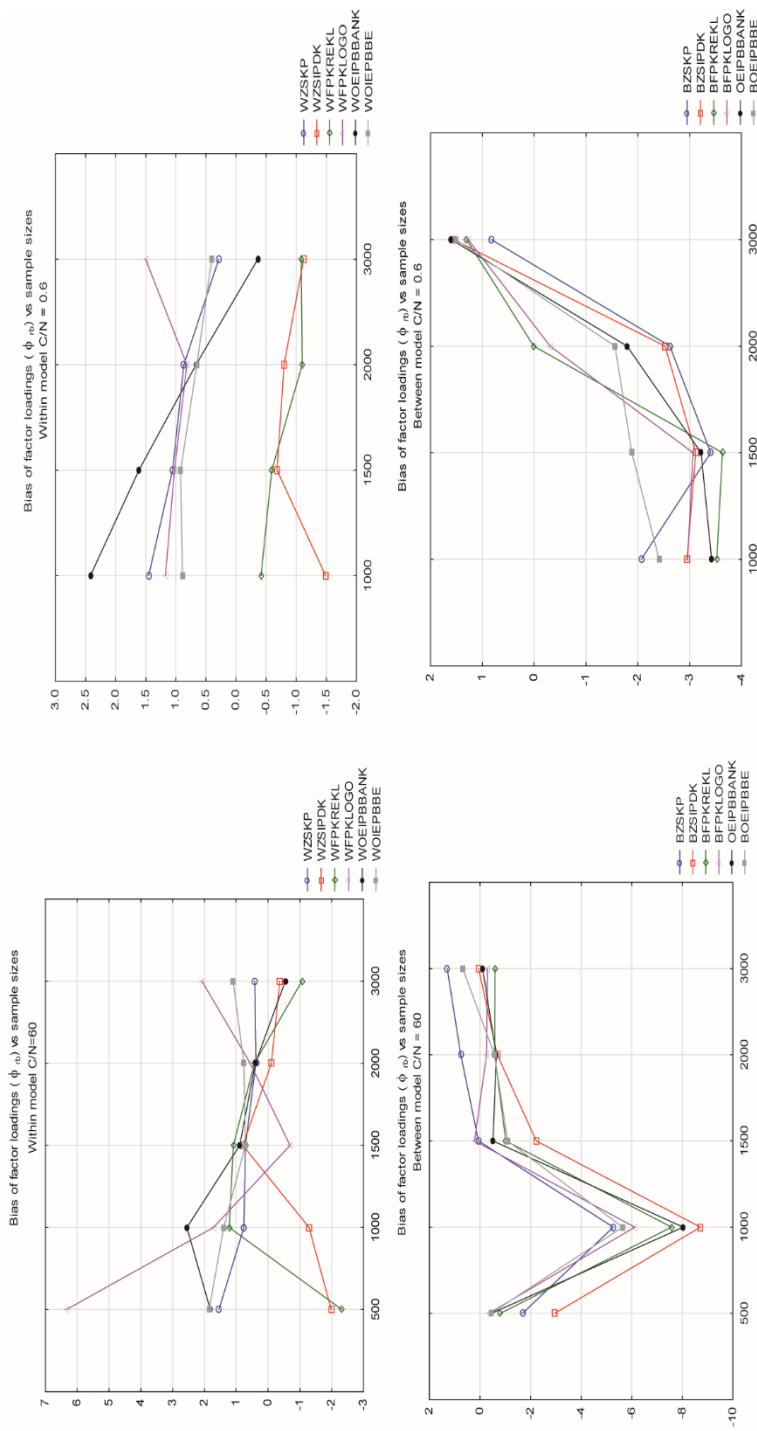 Bias of factor loadings ( ϕ rb) vs sample sizes
Within model C/N=60
7
6
5
4
3
2
1
0
-1
-2
-3
-4
500
1000
1500
2000
3000
WZSKP
WZSIPDK
WFPKREKL
WFPKLOGO
WOEIPBBANK
WOIEPBBE
Bias of factor loadings ( ϕ rb) vs sample sizes
Within model C/N = 0.6
3.0
2.5
2.0
1.5
1.0
0.5
0.0
-0.5
-1.0
-1.5
-2.0
1000
1500
2000
3000
WZSKP
WZSIPDK
WFPKREKL
WFPKLOGO
WOEIPBBANK
WOIEPBBE
Bias of factor loadings ( ϕ rb) vs sample sizes
Between model C/N = 60
2
0
-2
-4
-6
-8
-10
500
1000
1500
2000
3000
BZSKP
BZSIPDK
BFPKREKL
BFPKLOGO
OEIPBBANK
BOEIPBBE
Bias of factor loadings ( ϕ rb) vs sample sizes
Between model C/N = 0.6
2
1
0
-1
-2
-3
-4
1000
1500
2000
3000
BZSKP
BZSIPDK
BFPKREKL
BFPKLOGO
OEIPBBANK
BOEIPBBE